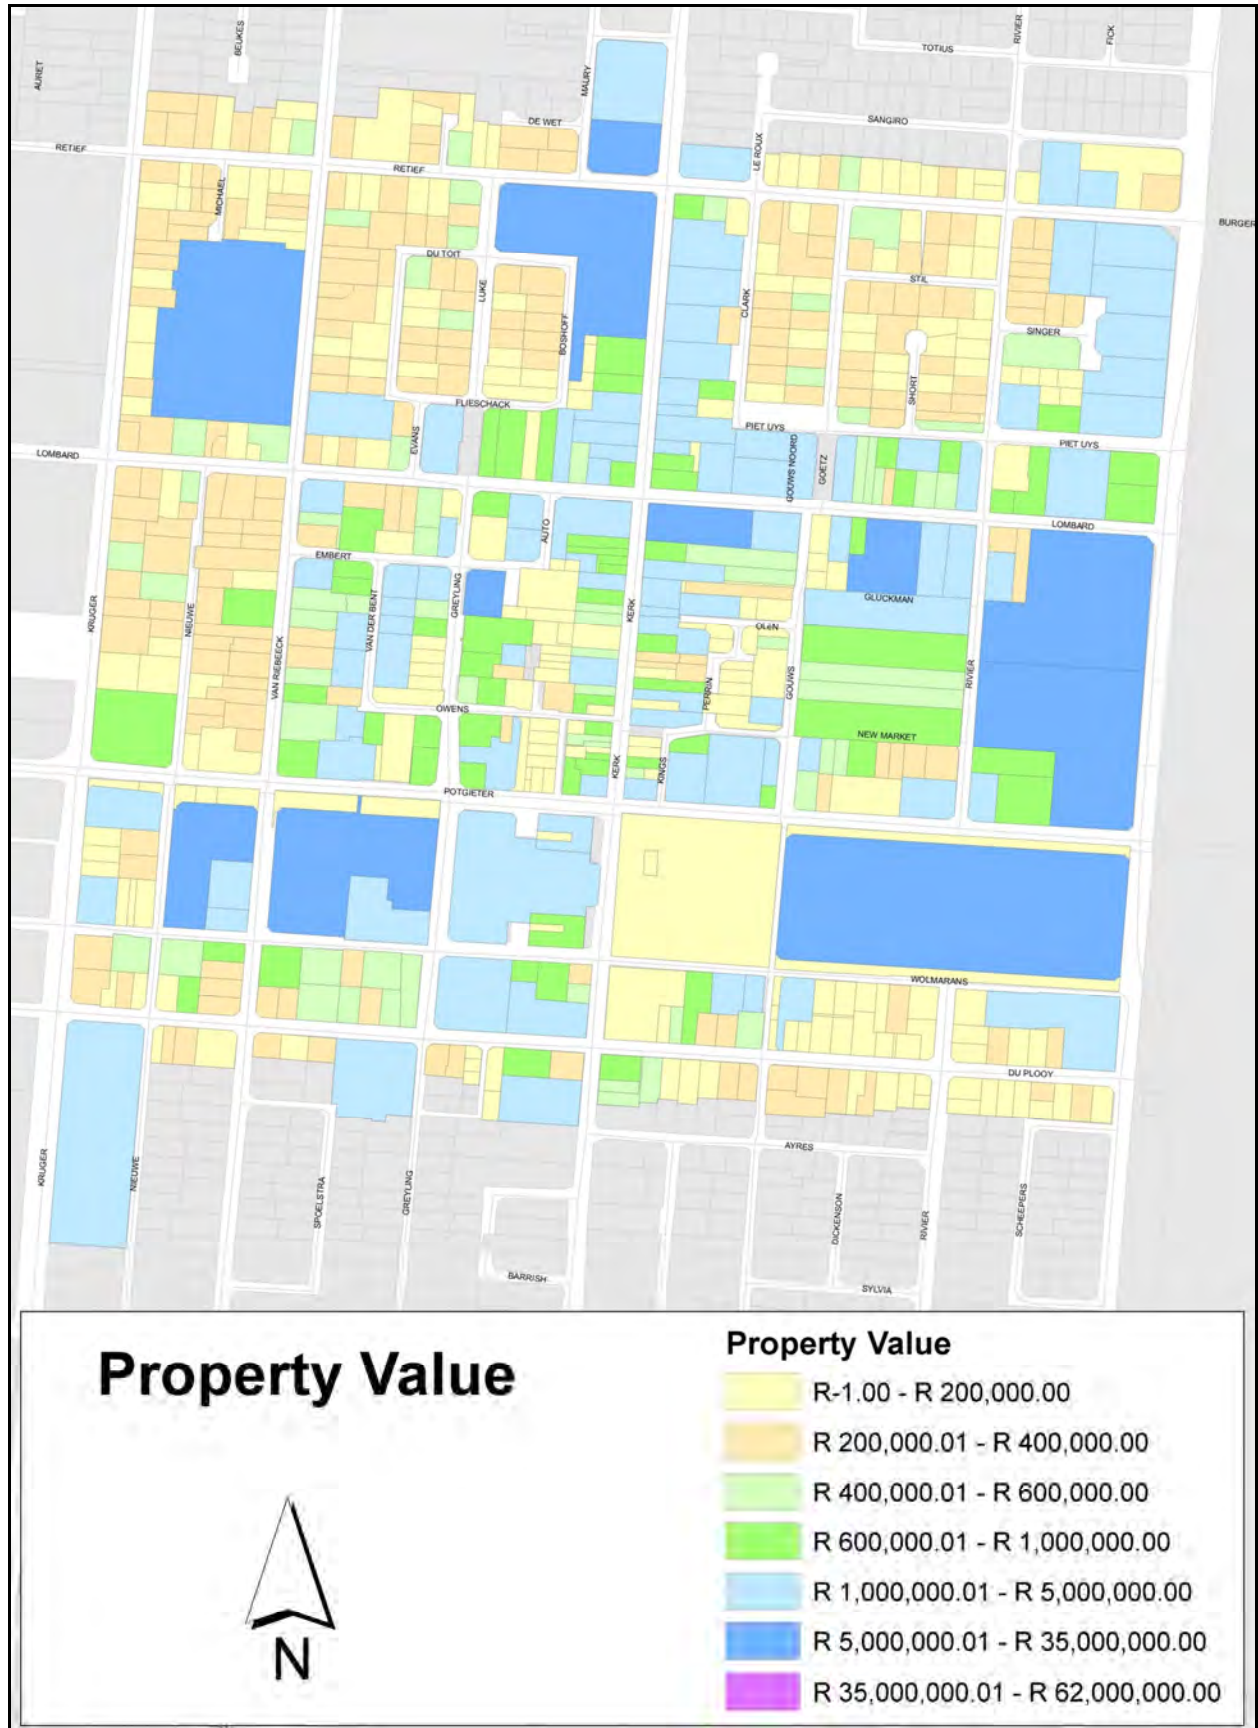 BEUKES
RIVIER
FICK
TOTIUS
AURET
MAURY
DE WET
SANGIRO
RETIEF
LE ROUX
RETIEF
MICHAEL
BURGER
DU TOIT
STIL
LUKE
CLARK
BOSHOFF
SINGER
SHORT
FLIESCHACK
EVANS
PIET UYS
PIET UYS
LOMBARD
GOUWS NOORD
GOETZ
AUTO
LOMBARD
EMBERT
GREYLING
GLUCKMAN
KRUGER
NIEUWE
VAN DER BENT
KERK
OLËN
VAN RIEBEECK
PERRIN
GOUWS
RIVIER
OWENS
NEW MARKET
KERK
KINGS
POTGIETER
WOLMARANS
DU PLOOY
AYRES
KRUGER
NIEUWE
SPOELSTRA
GREYLING
DICKENSON
RIVIER
SCHEEPERS
BARRISH
SYLVIA
Property Value
Property Value
R-1.00 - R 200,000.00
R 200,000.01 - R 400,000.00
R 400,000.01 - R 600,000.00
R 600,000.01 - R 1,000,000.00
R 1,000,000.01 - R 5,000,000.00
R 5,000,000.01 - R 35,000,000.00
R 35,000,000.01 - R 62,000,000.00
N